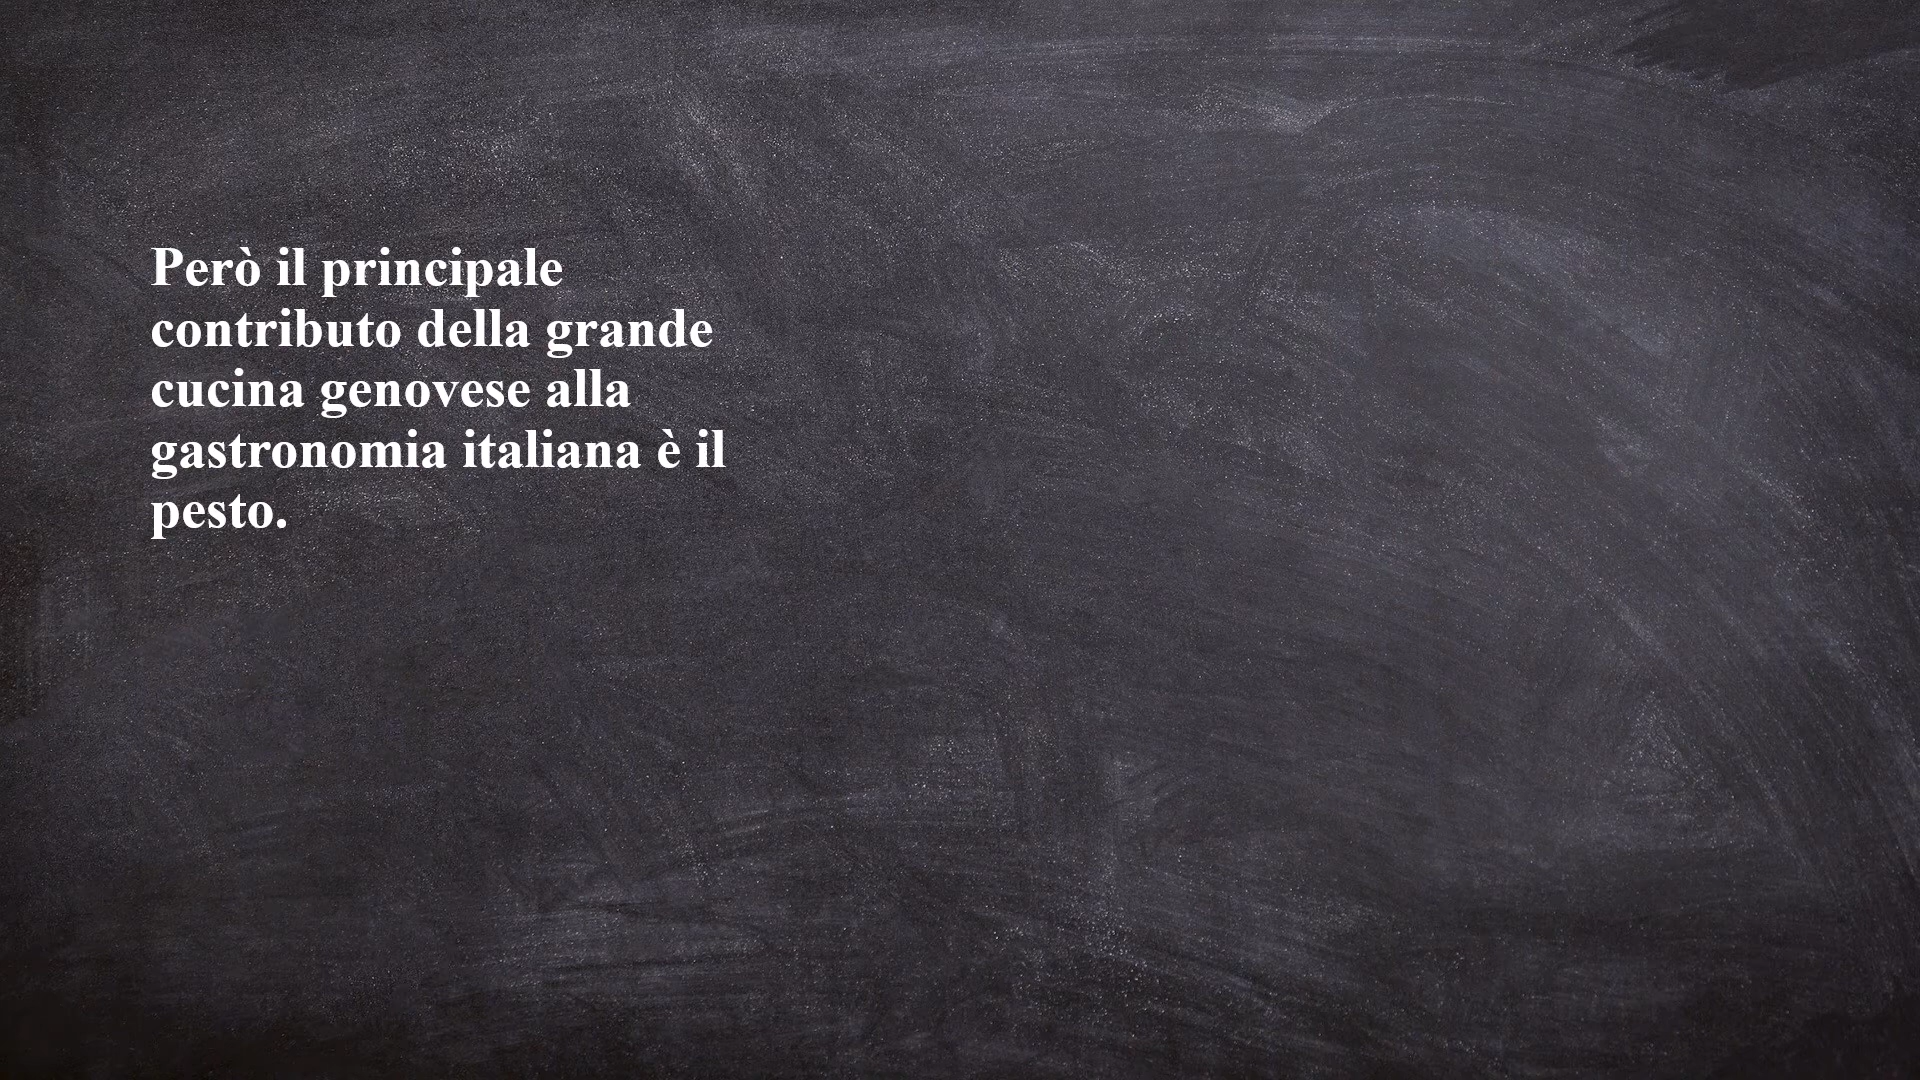 Però il principale
contributo della grande
cucina genovese alla
gastronomia italiana è il
pesto.